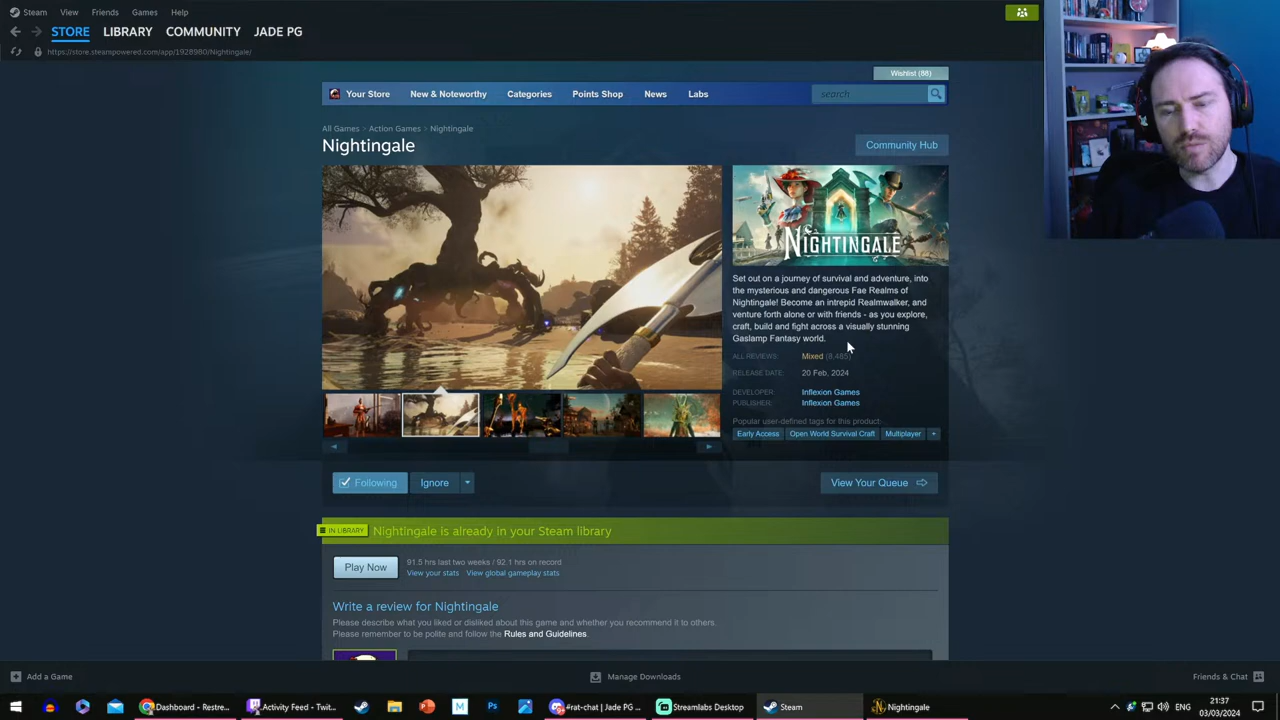 Steam View Friends Games Help
STORE LIBRARY COMMUNITY JADE PG
https://store.steampowered.com/app/1928980/Nightingale/
Wishlist (88)
Your Store New & Noteworthy Categories Points Shop News Labs search
All Games > Action Games > Nightingale
Nightingale
Community Hub
NIGHTINGALE
Set out on a journey of survival and adventure, into
the mysterious and dangerous Fae Realms of
Nightingale! Become an intrepid Realmwalker, and
venture forth alone or with friends - as you explore,
craft, build and fight across a visually stunning
Gaslamp Fantasy world.
ALL REVIEWS: Mixed (8,485)
RELEASE DATE: 20 Feb, 2024
DEVELOPER: Inflexion Games
PUBLISHER: Inflexion Games
Popular user-defined tags for this product:
Early Access Open World Survival Craft Multiplayer +
Following Ignore View Your Queue
IN LIBRARY Nightingale is already in your Steam library
Play Now
91.5 hrs last two weeks / 92.1 hrs on record
View your stats View global gameplay stats
Write a review for Nightingale
Please describe what you liked or disliked about this game and whether you recommend it to others.
Please remember to be polite and follow the Rules and Guidelines.
Add a Game Manage Downloads Friends & Chat
Dashboard - Restre... Activity Feed - Twit... #rat-chat | Jade PG ... Streamlabs Desktop Steam Nightingale ENG
21:37
03/03/2024